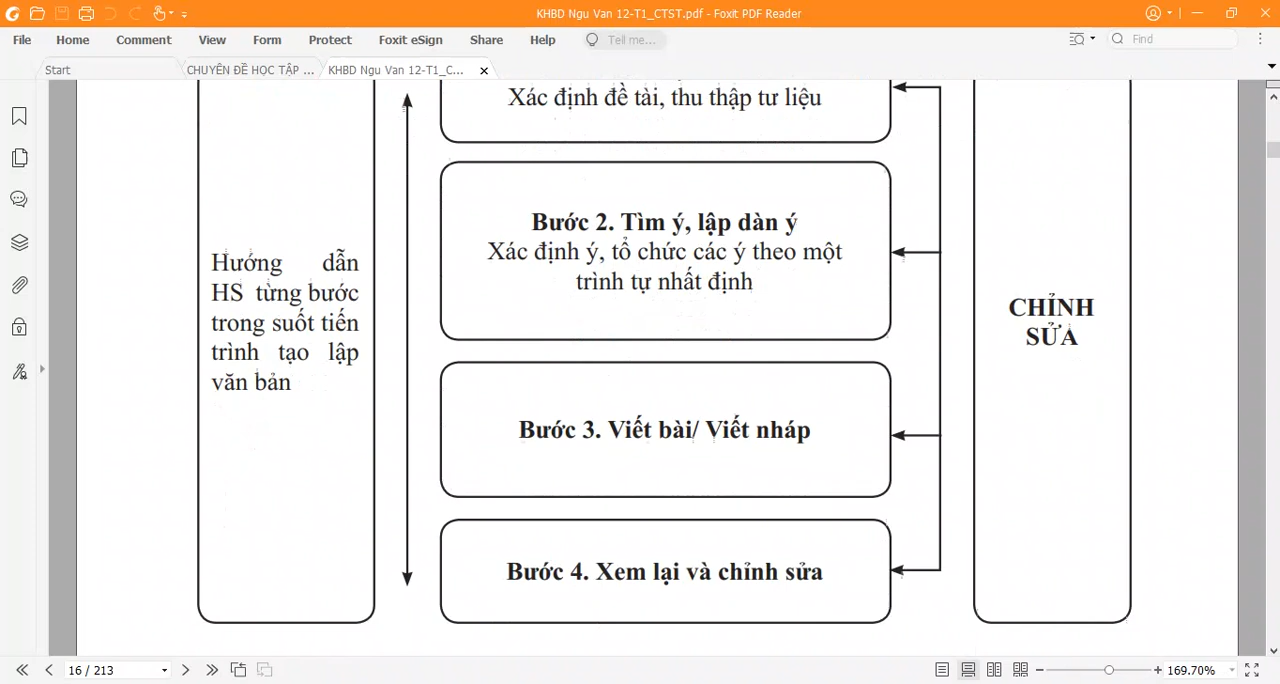 KHBD Ngu Van 12-T1_CTST.pdf - Foxit PDF Reader
File Home Comment View Form Protect Foxit eSign Share Help Tell me... Find
Start CHUYÊN ĐỀ HỌC TẬP ... KHBD Ngu Van 12-T1_C...
Xác định đề tài, thu thập tư liệu
Bước 2. Tìm ý, lập dàn ý
Xác định ý, tổ chức các ý theo một
trình tự nhất định
Hướng dẫn
HS từng bước
trong suốt tiến
trình tạo lập
văn bản
CHỈNH
SỬA
Bước 3. Viết bài/ Viết nháp
Bước 4. Xem lại và chỉnh sửa
16 / 213
169.70%